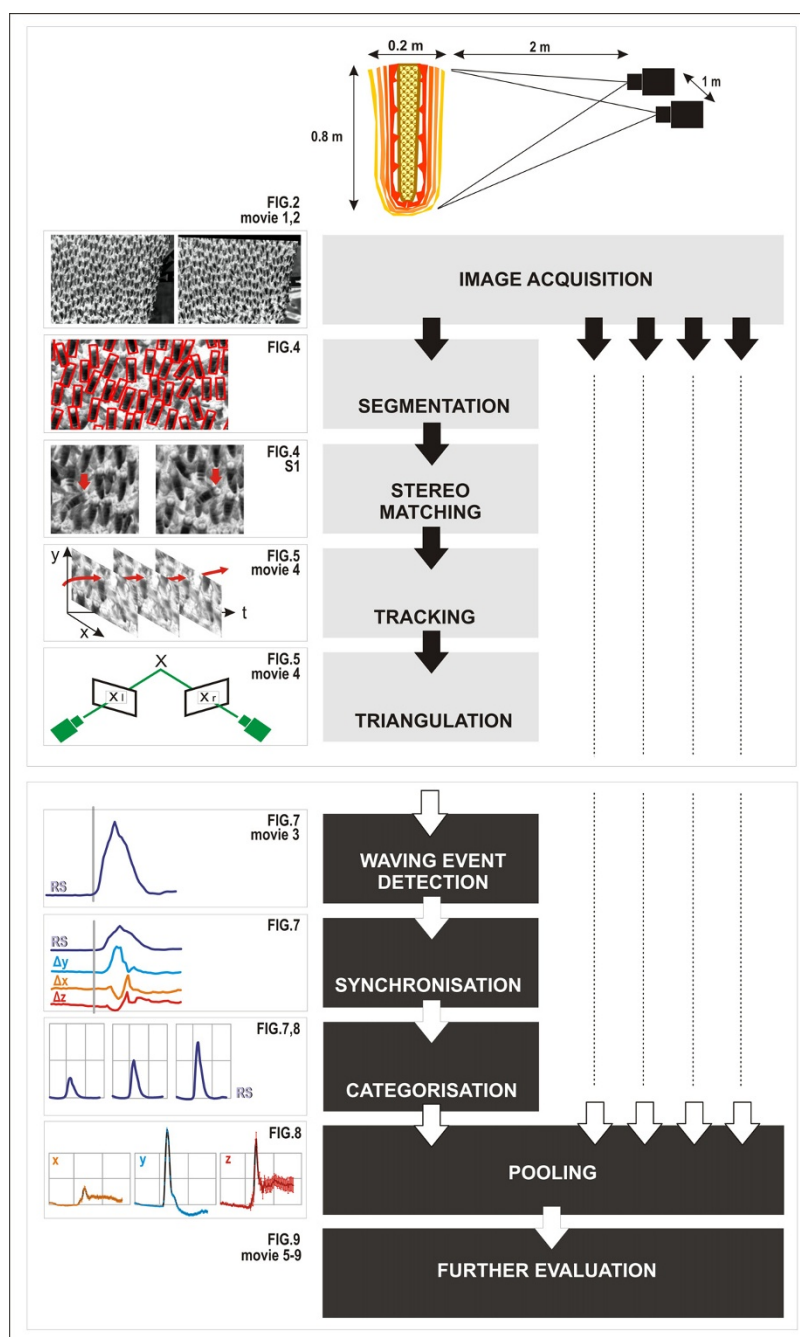 0.2 m
2 m
1 m
0.8 m
FIG.2
movie 1,2
IMAGE ACQUISITION
FIG.4
SEGMENTATION
FIG.4
S1
STEREO
MATCHING
y
x
t
FIG.5
movie 4
TRACKING
X
X l
X r
FIG.5
movie 4
TRIANGULATION
FIG.7
movie 3
RS
WAVING EVENT
DETECTION
FIG.7
RS
Δy
Δx
Δz
SYNCHRONISATION
FIG.7,8
RS
CATEGORISATION
FIG.8
x
y
z
POOLING
FIG.9
movie 5-9
FURTHER EVALUATION